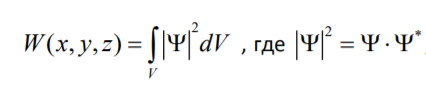 W(x, y, z) = ∫_V |Ψ|² dV , где |Ψ|² = Ψ · Ψ*